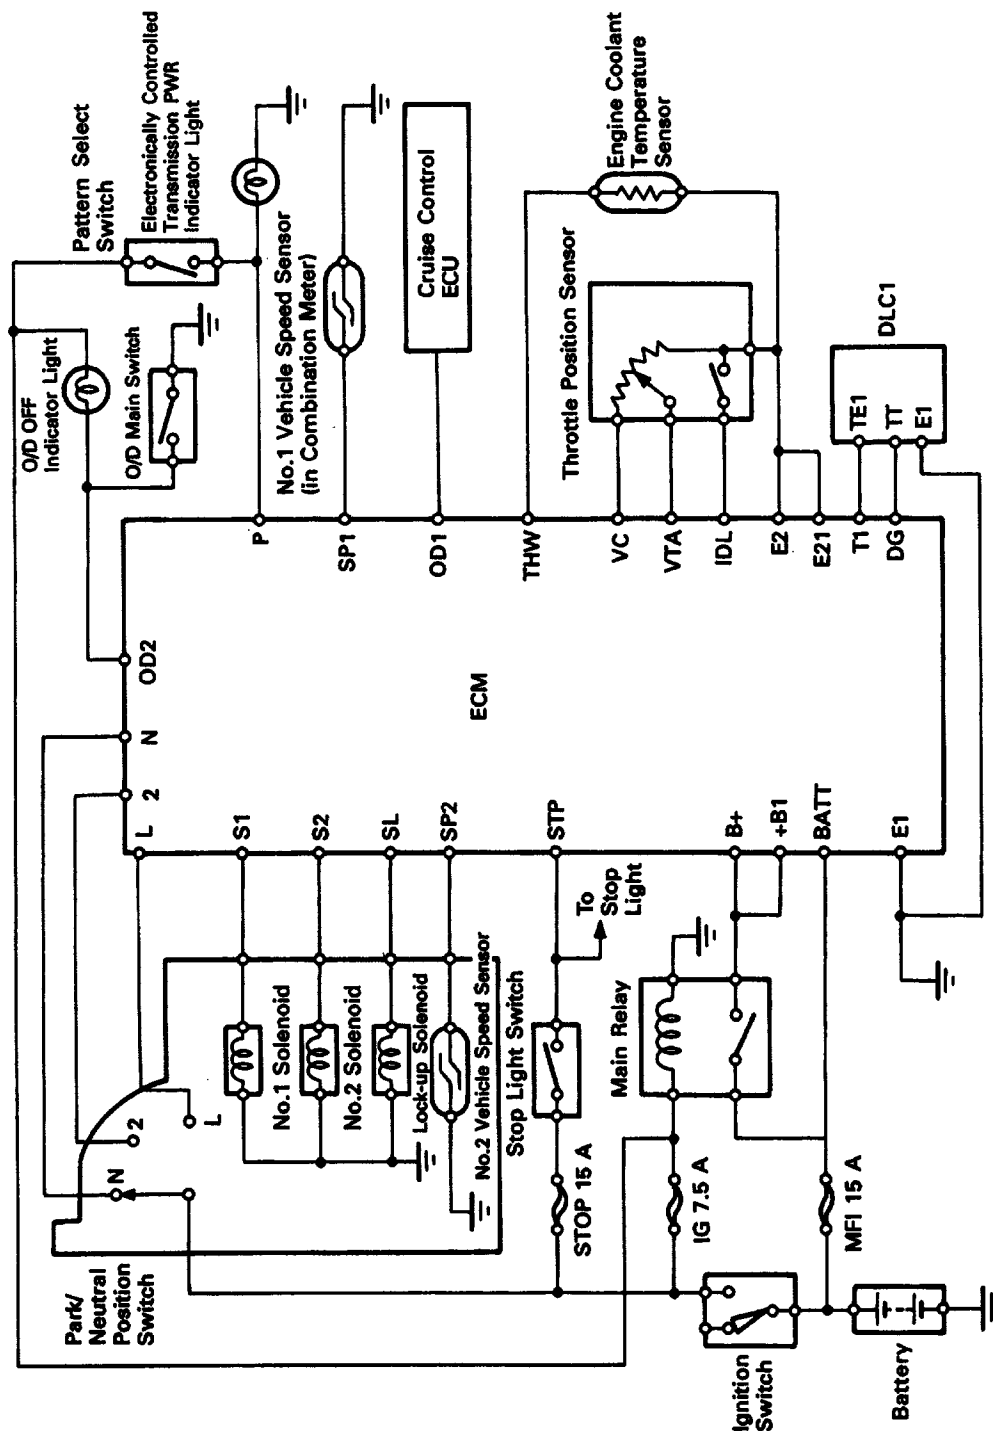 Pattern Select
Switch
Electronically Controlled
Transmission PWR
Indicator Light
O/D OFF
Indicator Light
O/D Main Switch
No.1 Vehicle Speed Sensor
(in Combination Meter)
Cruise Control
ECU
Engine Coolant
Temperature
Sensor
Throttle Position Sensor
DLC1
TE1
TT
E1
P
SP1
OD1
THW
VC
VTA
IDL
E2
E21
T1
DG
OD2
N
2
L
ECM
S1
S2
SL
SP2
STP
B+
+B1
BATT
E1
To
Stop
Light
N
2
L
No.1 Solenoid
No.2 Solenoid
Lock-up Solenoid
No.2 Vehicle Speed Sensor
Stop Light Switch
Main Relay
STOP 15 A
IG 7.5 A
MFI 15 A
Park/
Neutral
Position
Switch
Ignition
Switch
Battery